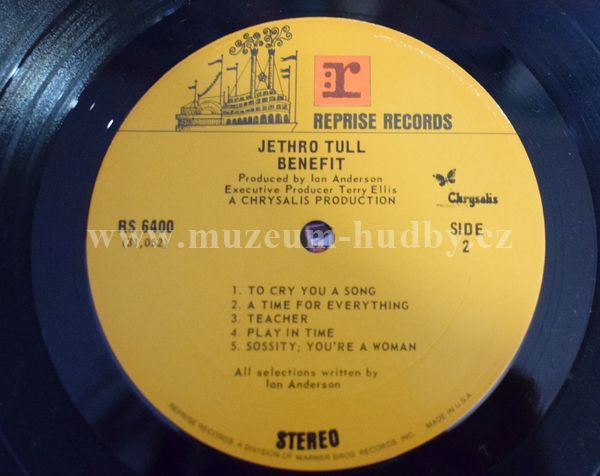 r
REPRISE RECORDS
JETHRO TULL
BENEFIT
Produced by Ian Anderson
Executive Producer Terry Ellis
A CHRYSALIS PRODUCTION
Chrysalis
RS 6400
(31,032)
SIDE
2
www.muzeum-hudby.cz
1. TO CRY YOU A SONG
2. A TIME FOR EVERYTHING
3. TEACHER
4. PLAY IN TIME
5. SOSSITY; YOU'RE A WOMAN
All selections written by
Ian Anderson
STEREO
REPRISE RECORDS, A DIVISION OF WARNER BROS. RECORDS, INC. MADE IN U.S.A.